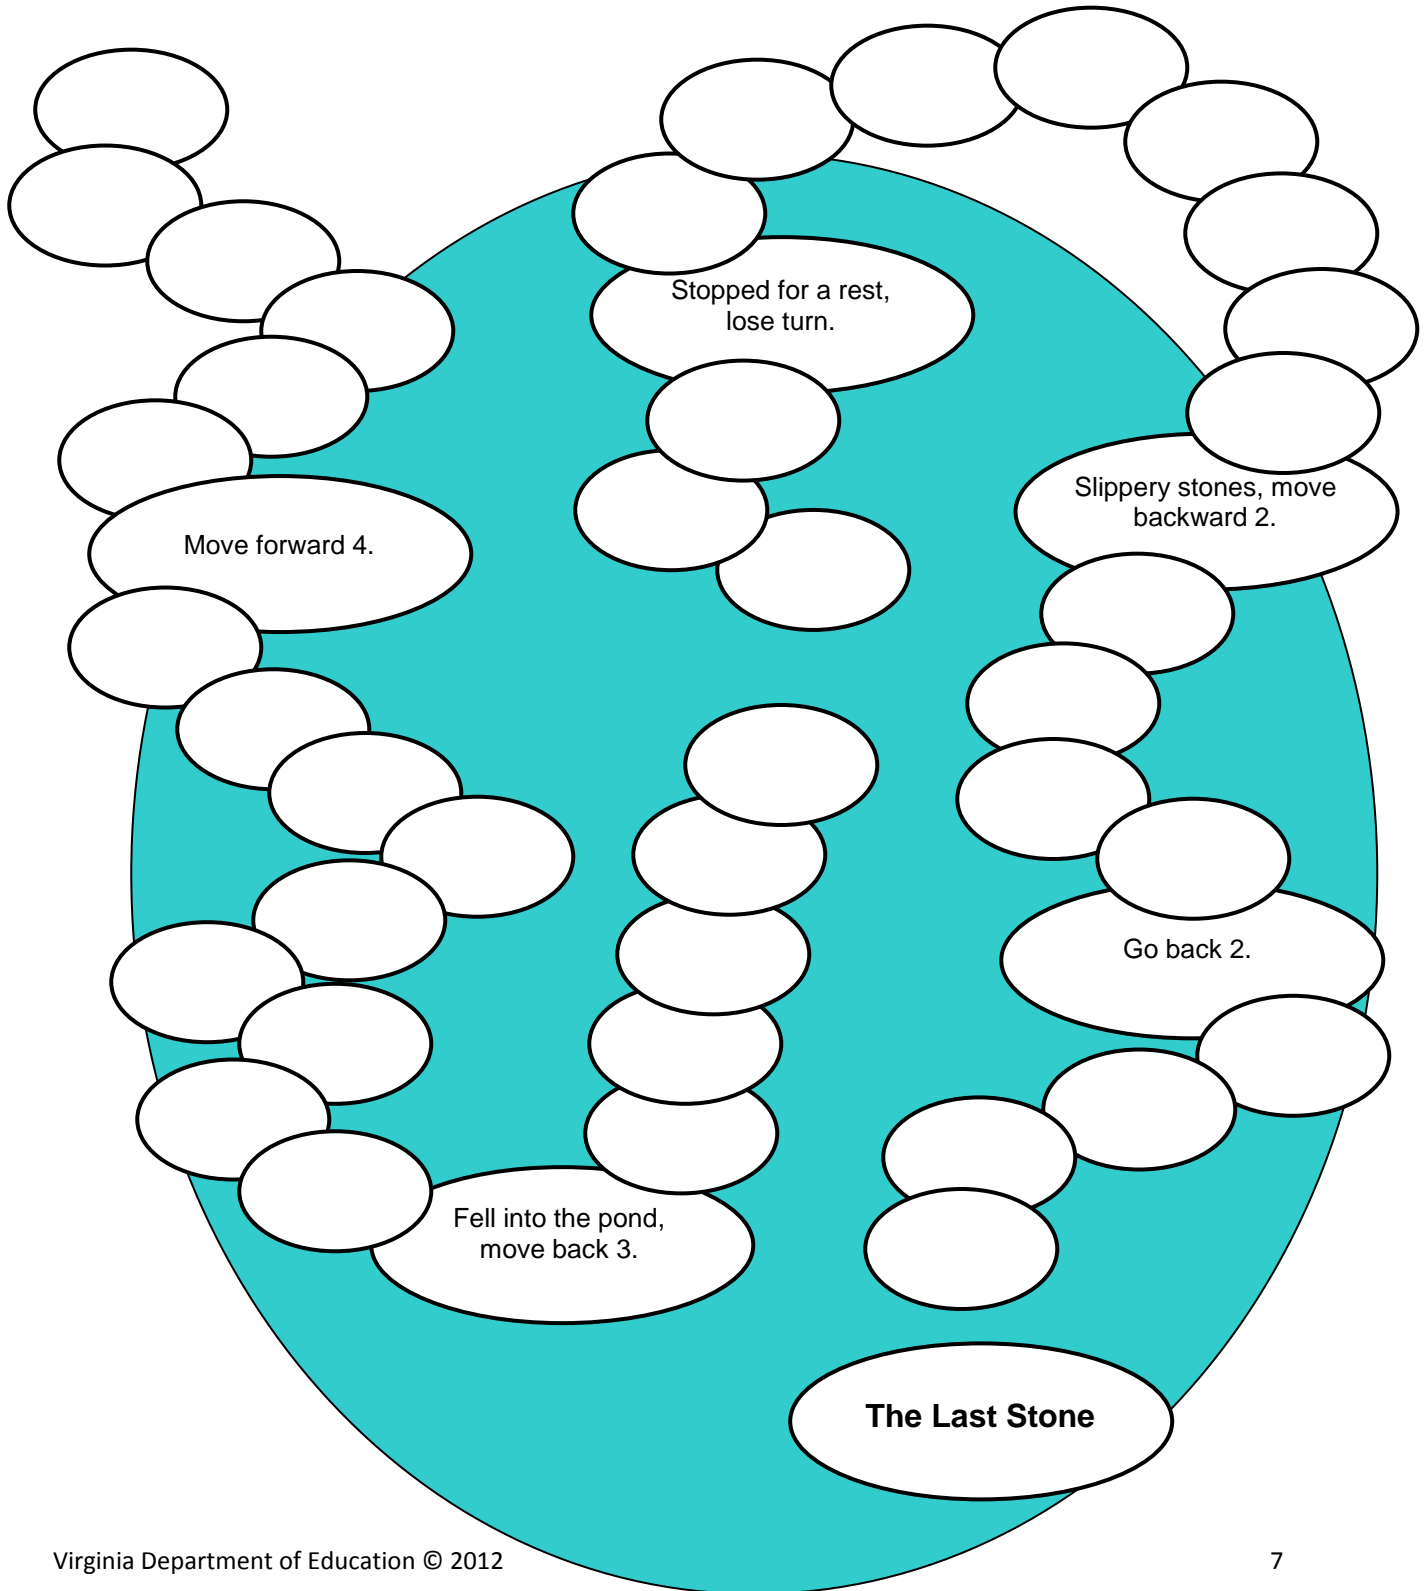 Stopped for a rest,
lose turn.
Slippery stones, move
backward 2.
Move forward 4.
Go back 2.
Fell into the pond,
move back 3.
The Last Stone
Virginia Department of Education © 2012
7